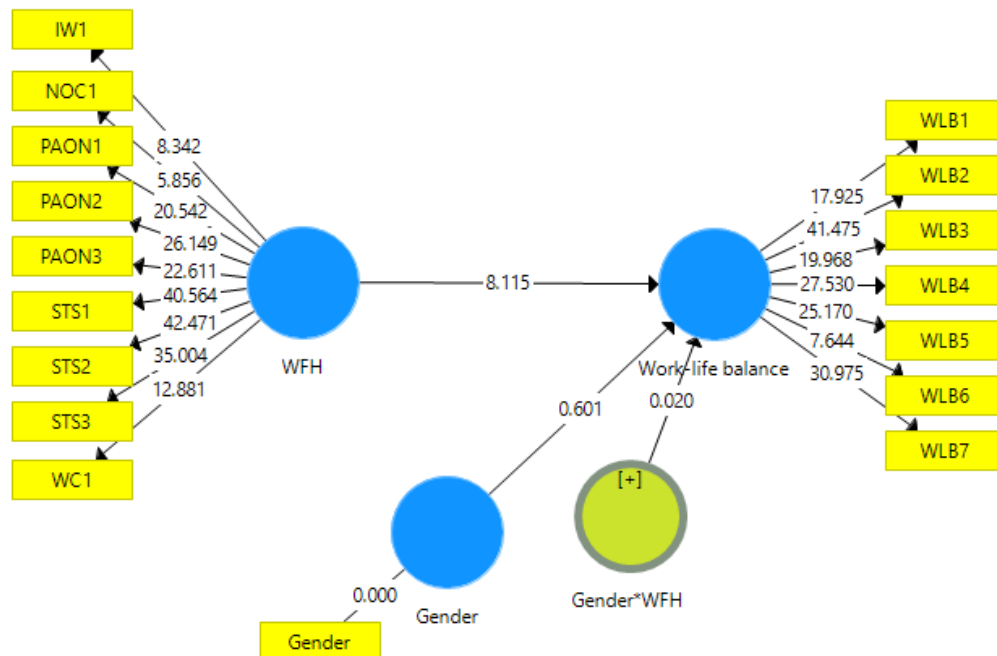 IW1
NOC1
PAON1
PAON2
PAON3
STS1
STS2
STS3
WC1
8.342
5.856
20.542
26.149
22.611
40.564
42.471
35.004
12.881
WFH
8.115
Work-life balance
17.925
41.475
19.968
27.530
25.170
7.644
30.975
WLB1
WLB2
WLB3
WLB4
WLB5
WLB6
WLB7
0.601
0.020
[+]
Gender*WFH
Gender
0.000
Gender